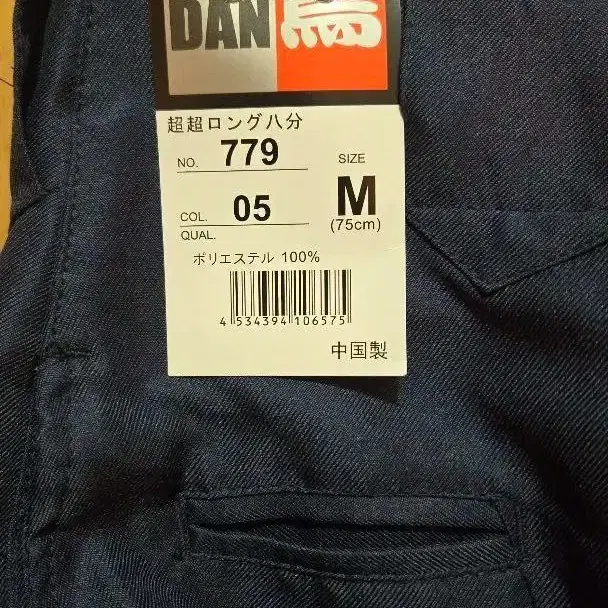 DAN鳶
超超ロング八分
NO. 779 SIZE
COL. 05 M
QUAL. (75cm)
ポリエステル 100%
4 534394 106575
中国製